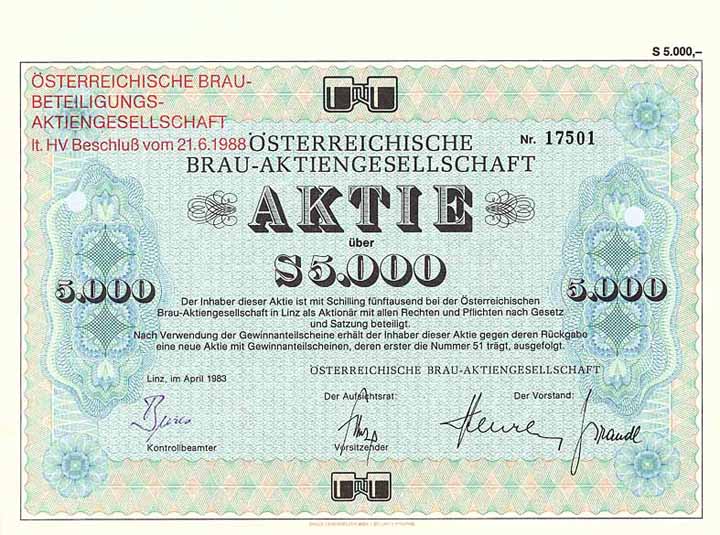 S 5.000,–
ÖSTERREICHISCHE BRAU-
BETEILIGUNGS-
AKTIENGESELLSCHAFT
lt. HV Beschluß vom 21.6.1988
ÖSTERREICHISCHE
BRAU-AKTIENGESELLSCHAFT
Nr. 17501
AKTIE
über
S 5.000
5.000
5.000
Der Inhaber dieser Aktie ist mit Schilling fünftausend bei der Österreichischen
Brau-Aktiengesellschaft in Linz als Aktionär mit allen Rechten und Pflichten nach Gesetz
und Satzung beteiligt.
Nach Verwendung der Gewinnanteilscheine erhält der Inhaber dieser Aktie gegen deren Rückgabe
eine neue Aktie mit Gewinnanteilscheinen, deren erster die Nummer 51 trägt, ausgefolgt.
Linz, im April 1983
ÖSTERREICHISCHE BRAU-AKTIENGESELLSCHAFT
Der Aufsichtsrat:
Der Vorstand:
Kontrollbeamter
Vorsitzender